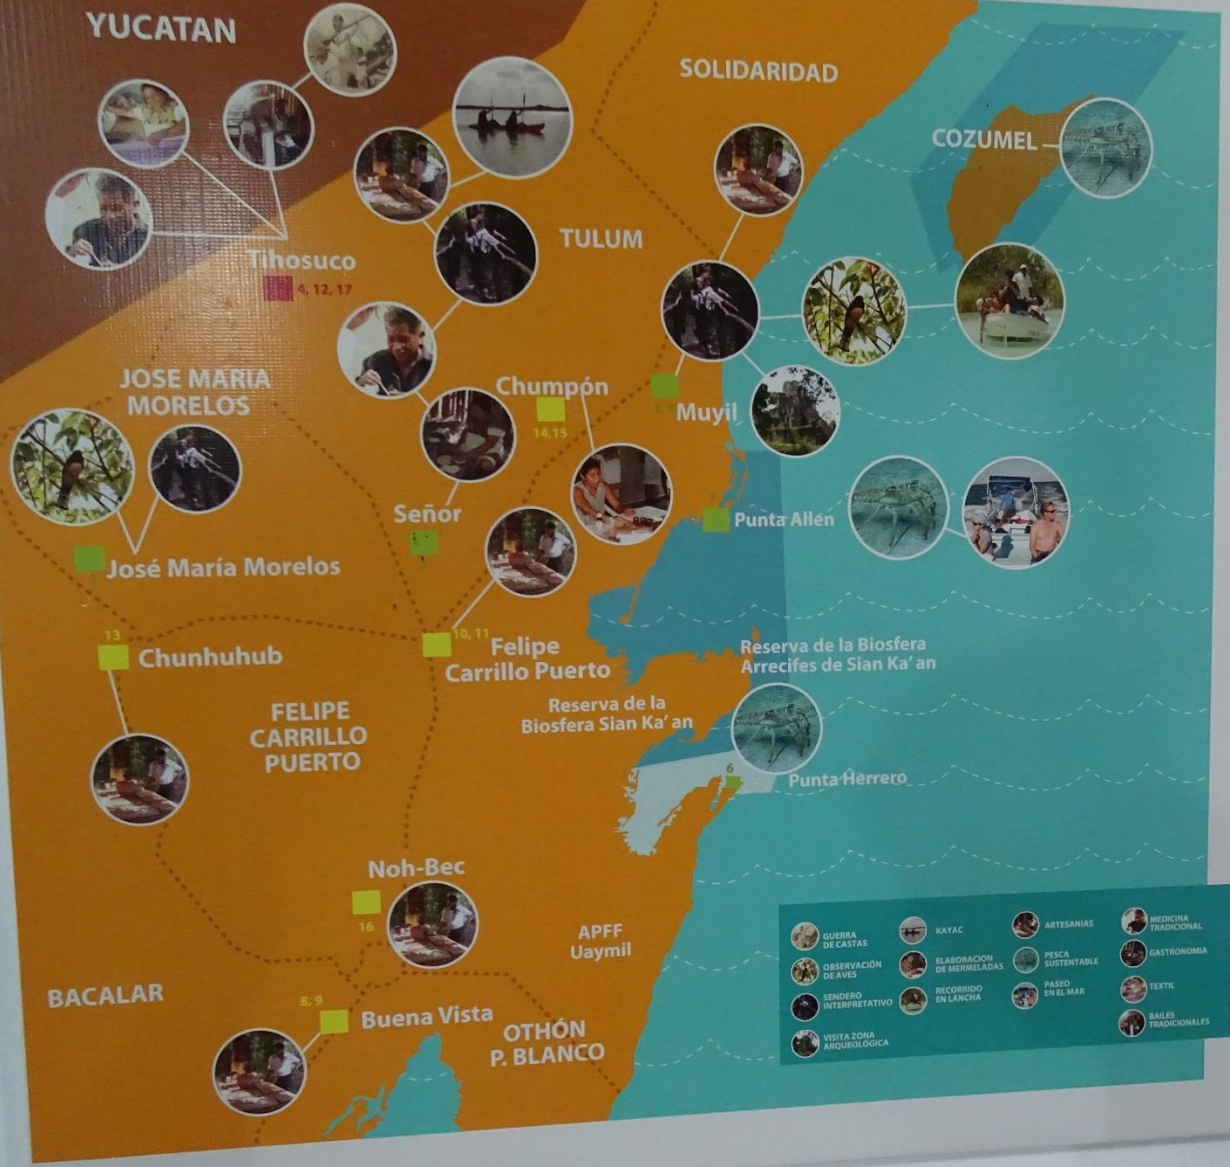 YUCATAN
SOLIDARIDAD
COZUMEL
TULUM
Tihosuco
4, 12, 17
JOSE MARIA
MORELOS
Chumpón
14,15
Muyil
Señor
Punta Allén
José María Morelos
13
Chunhuhub
10, 11
Felipe
Carrillo Puerto
Reserva de la Biosfera
Arrecifes de Sian Ka'an
Reserva de la
Biosfera Sian Ka'an
FELIPE
CARRILLO
PUERTO
6
Punta Herrero
Noh-Bec
16
APFF
Uaymil
BACALAR
8, 9
Buena Vista
OTHÓN
P. BLANCO
GUERRA
DE CASTAS
OBSERVACIÓN
DE AVES
SENDERO
INTERPRETATIVO
VISITA ZONA
ARQUEOLÓGICA
KAYAC
ELABORACION
DE MERMELADAS
RECORRIDO
EN LANCHA
ARTESANIAS
PESCA
SUSTENTABLE
PASEO
EN EL MAR
MEDICINA
TRADICIONAL
GASTRONOMIA
TEXTIL
BAILES
TRADICIONALES